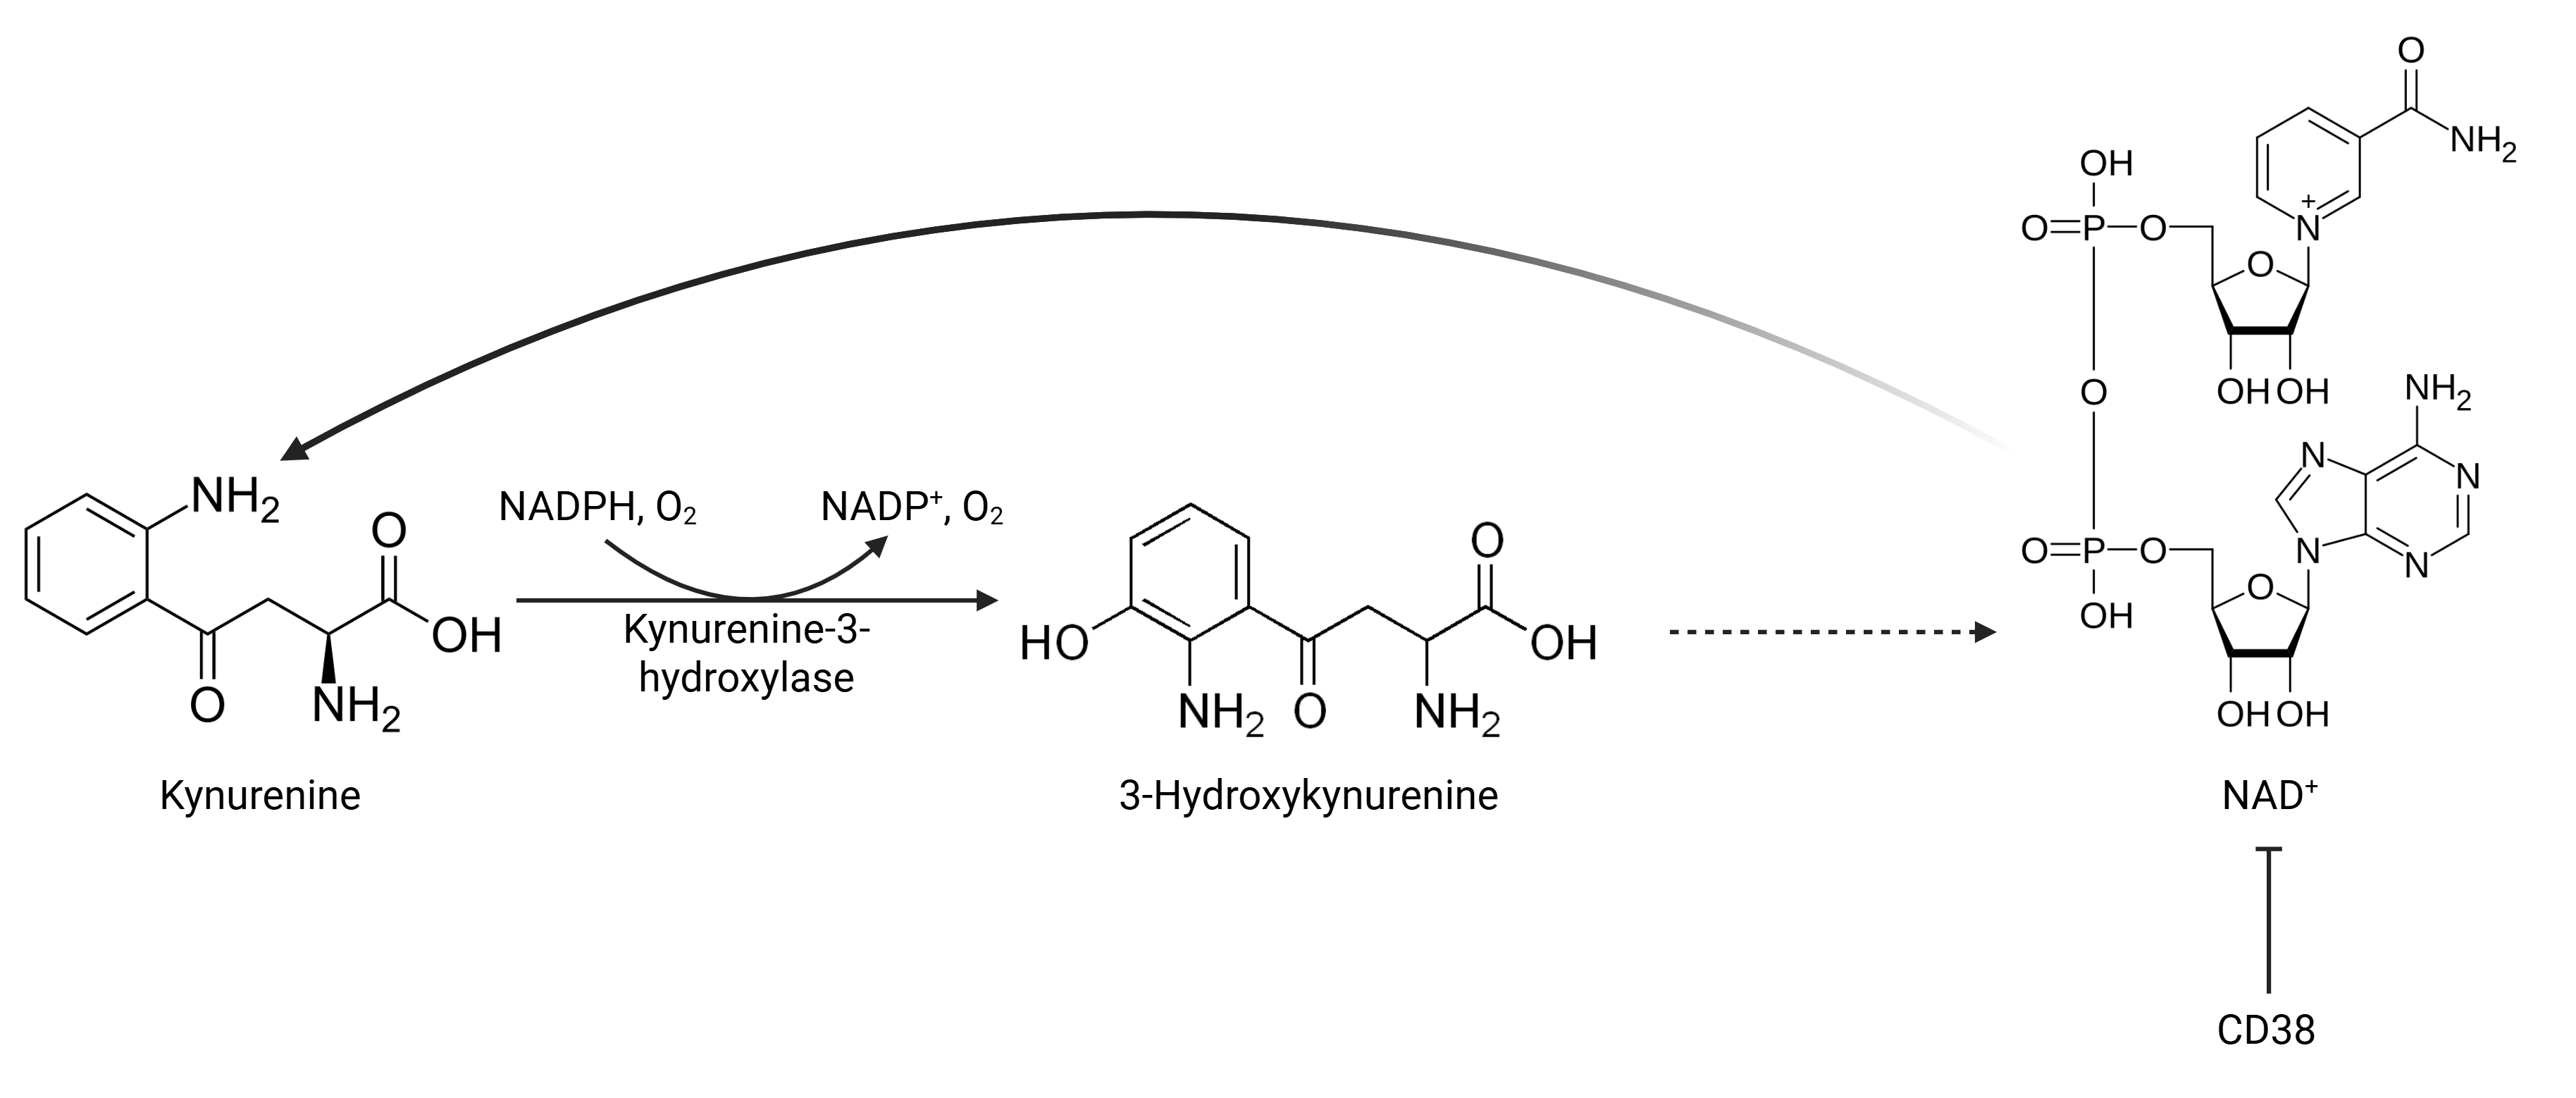 O
NH₂
OH
O=P—O
N⁺
O
OH OH
O
NH₂
N
N
N
N
O=P—O
O
OH
OH OH
NH₂
O
OH
O
NH₂
Kynurenine
NADPH, O₂
NADP⁺, O₂
Kynurenine-3-
hydroxylase
O
HO
OH
NH₂
O
NH₂
3-Hydroxykynurenine
NAD⁺
CD38